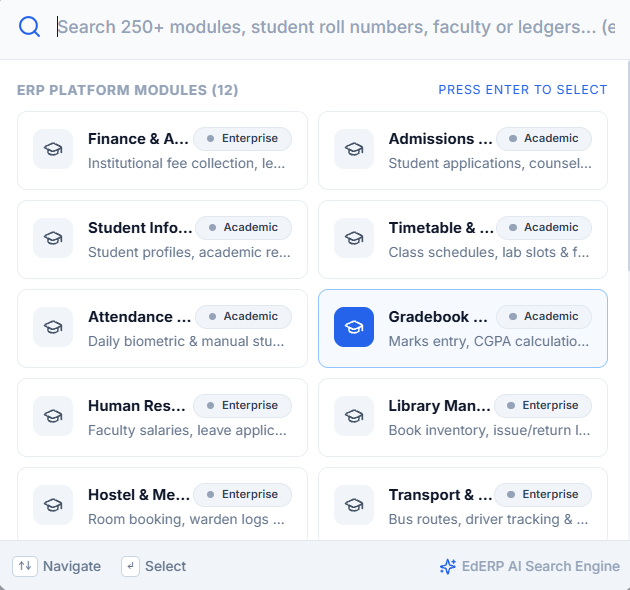 Search 250+ modules, student roll numbers, faculty or ledgers... (e
ERP PLATFORM MODULES (12)
PRESS ENTER TO SELECT
Finance & A...
Enterprise
Institutional fee collection, le...
Admissions ...
Academic
Student applications, counsel...
Student Info...
Academic
Student profiles, academic re...
Timetable & ...
Academic
Class schedules, lab slots & f...
Attendance ...
Academic
Daily biometric & manual stu...
Gradebook ...
Academic
Marks entry, CGPA calculatio...
Human Res...
Enterprise
Faculty salaries, leave applic...
Library Man...
Enterprise
Book inventory, issue/return l...
Hostel & Me...
Enterprise
Room booking, warden logs ...
Transport & ...
Enterprise
Bus routes, driver tracking & ...
↑↓ Navigate
↵ Select
EdERP AI Search Engine